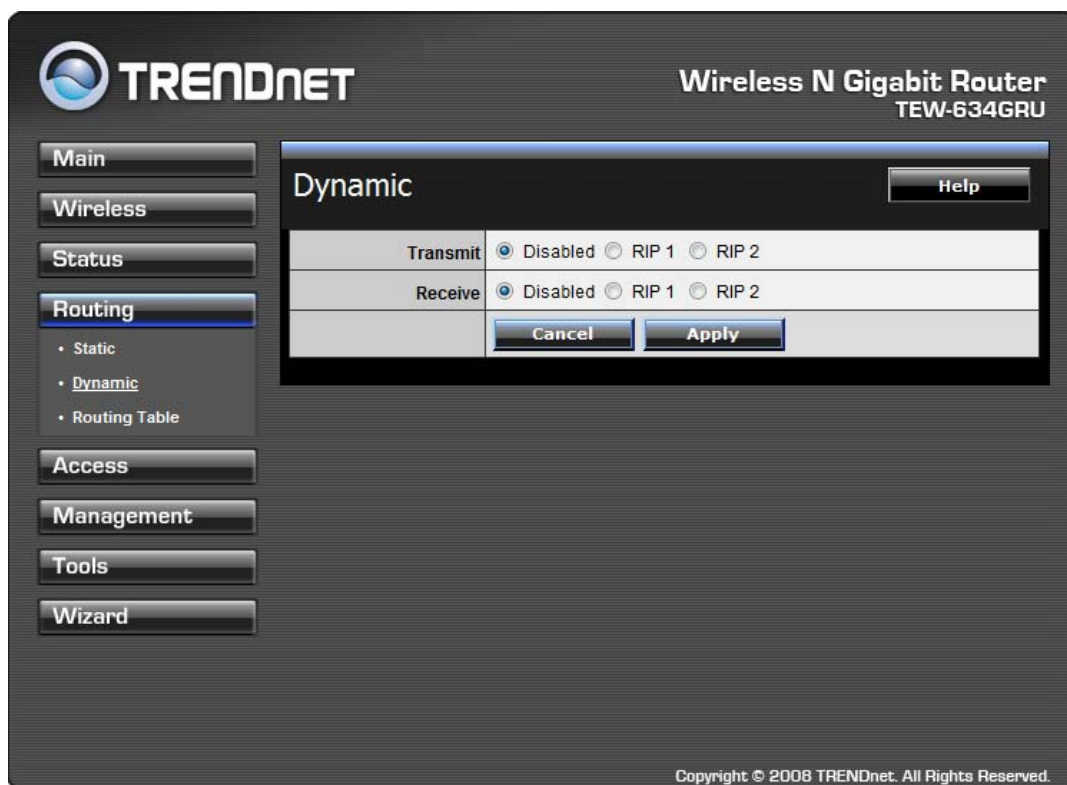 TRENDNET
Wireless N Gigabit Router
TEW-634GRU
Main
Wireless
Status
Routing
• Static
• Dynamic
• Routing Table
Access
Management
Tools
Wizard
Dynamic
Help
Transmit Disabled RIP 1 RIP 2
Receive Disabled RIP 1 RIP 2
Cancel Apply
Copyright © 2008 TRENDnet. All Rights Reserved.